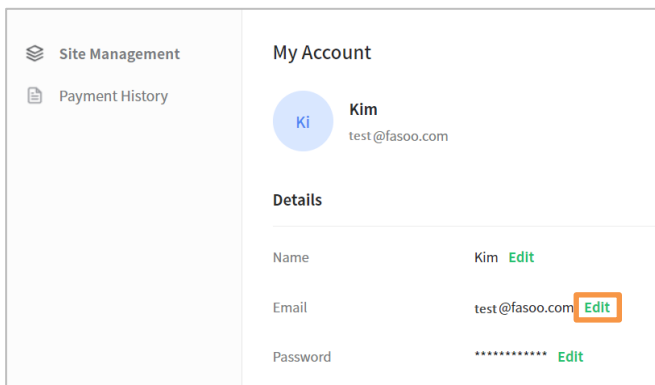 Site Management
Payment History
My Account
Ki
Kim
test@fasoo.com
Details
Name Kim Edit
Email test@fasoo.com Edit
Password ************ Edit